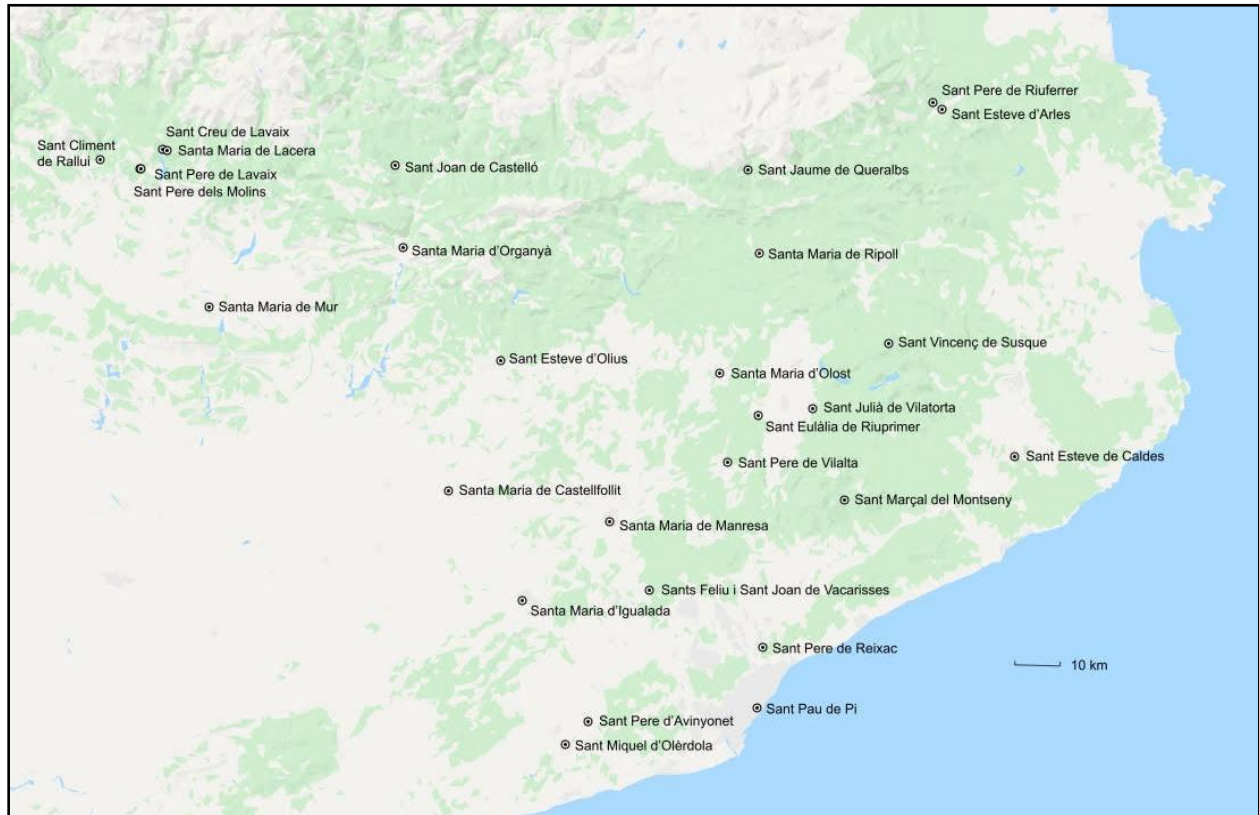 Sant Pere de Riuferrer
Sant Esteve d’Arles
Sant Creu de Lavaix
Sant Climent
de Rallui
Santa Maria de Lacera
Sant Pere de Lavaix
Sant Pere dels Molins
Sant Joan de Castelló
Sant Jaume de Queralbs
Santa Maria d’Organyà
Santa Maria de Ripoll
Santa Maria de Mur
Sant Vincenç de Susque
Sant Esteve d’Olius
Santa Maria d’Olost
Sant Julià de Vilatorta
Sant Eulàlia de Riuprimer
Sant Esteve de Caldes
Sant Pere de Vilalta
Santa Maria de Castellfollit
Sant Marçal del Montseny
Santa Maria de Manresa
Sants Feliu i Sant Joan de Vacarisses
Santa Maria d’Igualada
Sant Pere de Reixac
10 km
Sant Pau de Pi
Sant Pere d’Avinyonet
Sant Miquel d’Olèrdola